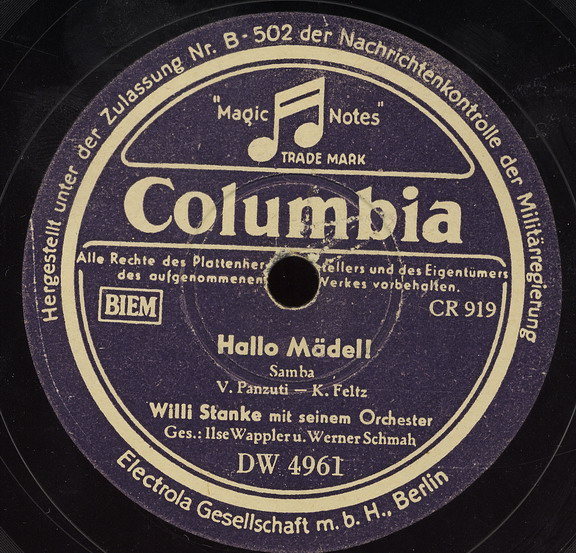 Hergestellt unter der Zulassung Nr. B-502 der Nachrichtenkontrolle der Militärregierung
"Magic Notes"
TRADE MARK
Columbia
Alle Rechte des Plattenher tellers und des Eigentümers
des aufgenommenen Werkes vorbehalten.
BIEM
CR 919
Hallo Mädel!
Samba
V. Panzuti — K. Feltz
Willi Stanke mit seinem Orchester
Ges.: Ilse Wappler u. Werner Schmah
DW 4961
Electrola Gesellschaft m. b. H., Berlin